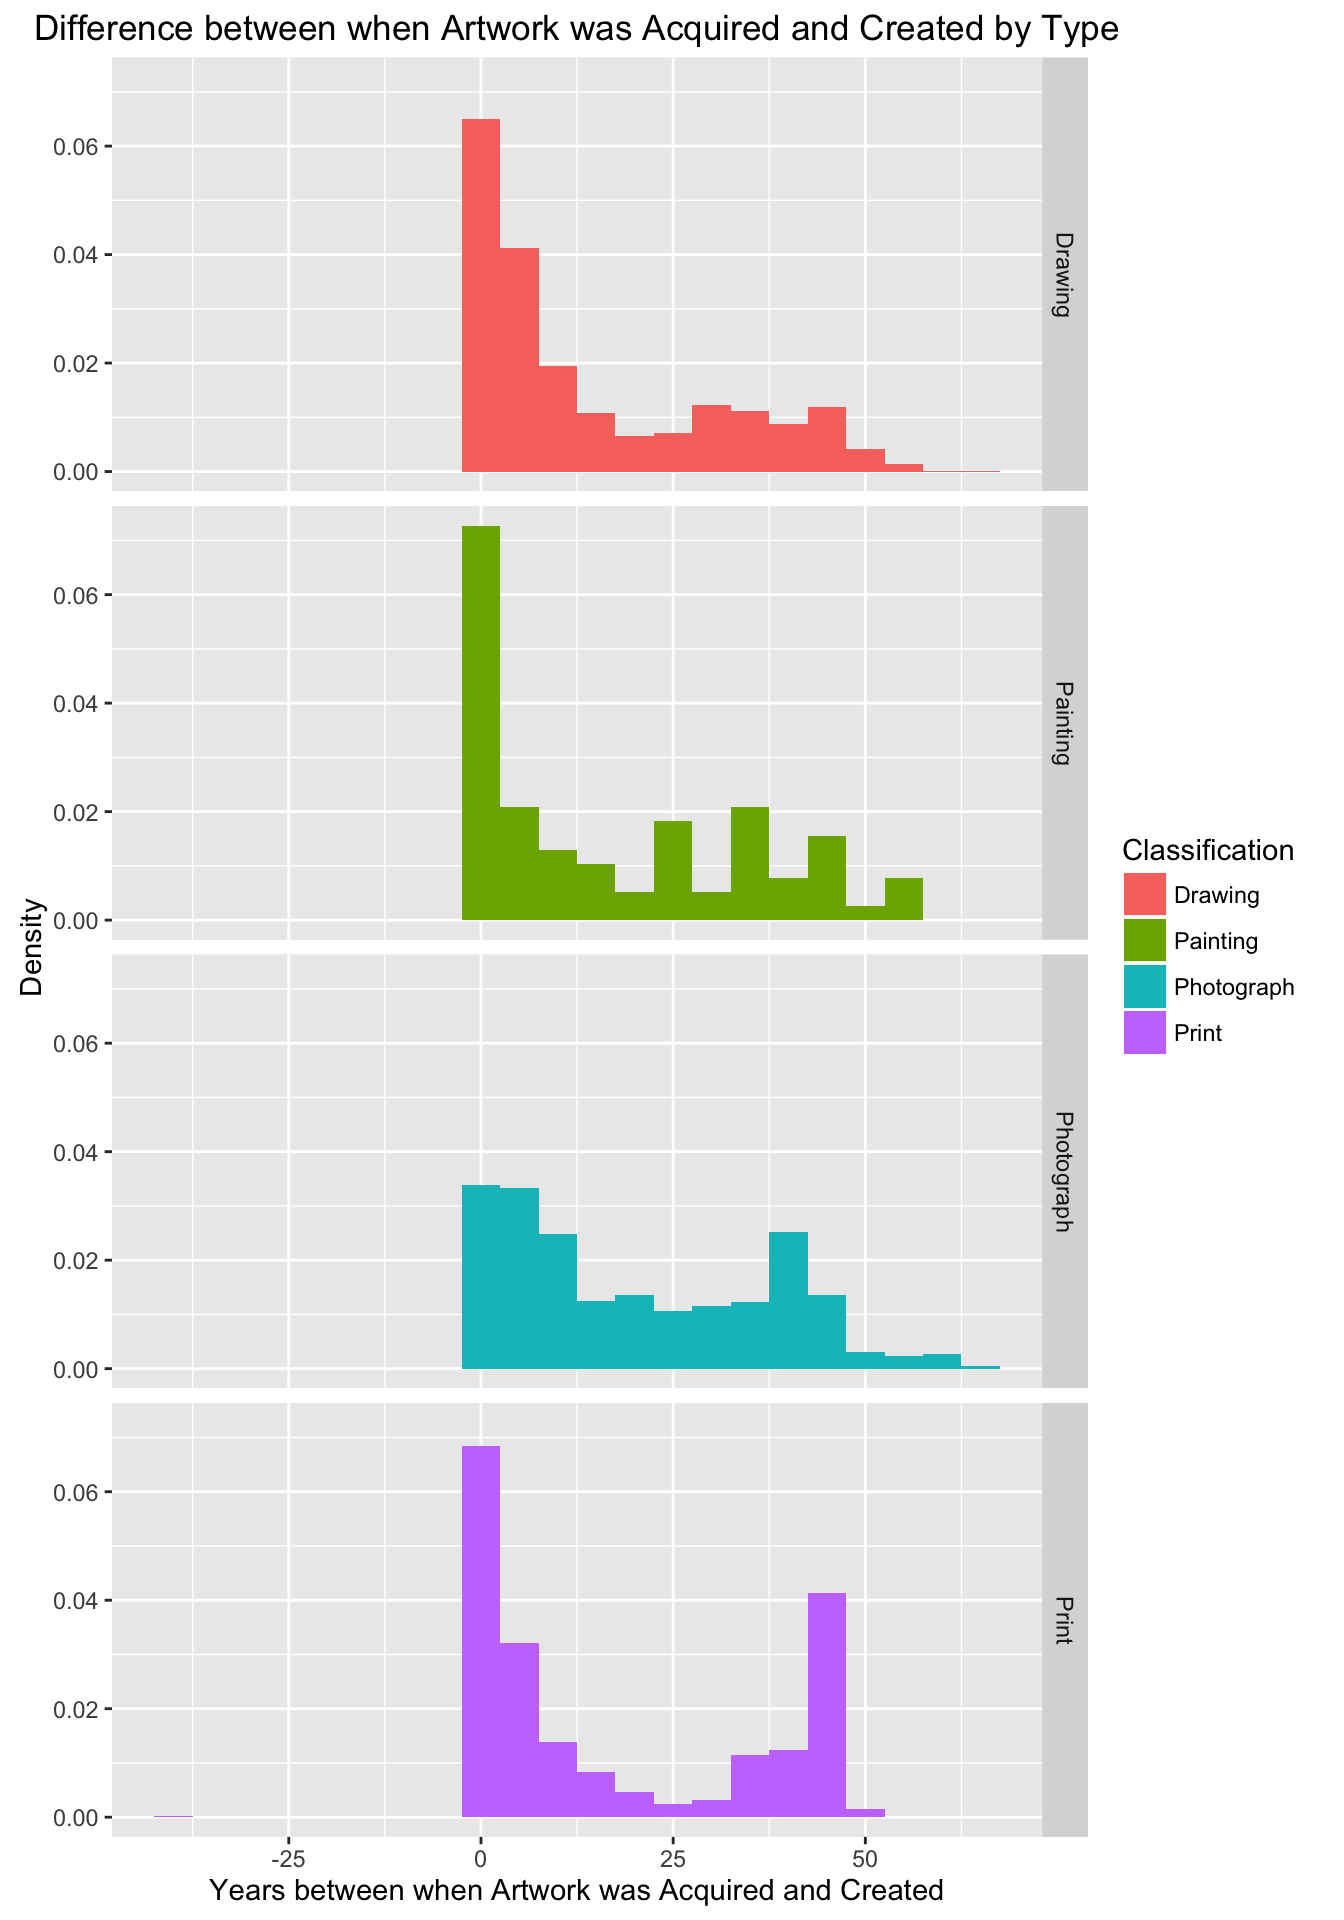 Difference between when Artwork was Acquired and Created by Type
0.06
0.04
0.02
0.00
Drawing
0.06
0.04
0.02
0.00
Painting
0.06
0.04
0.02
0.00
Photograph
0.06
0.04
0.02
0.00
Print
Density
-25
0
25
50
Years between when Artwork was Acquired and Created
Classification
Drawing
Painting
Photograph
Print